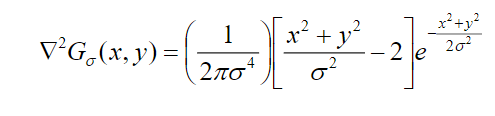 ∇²G_σ(x, y) = (1 / 2πσ⁴) [(x² + y²) / σ² − 2] e^(−(x²+y²) / 2σ²)